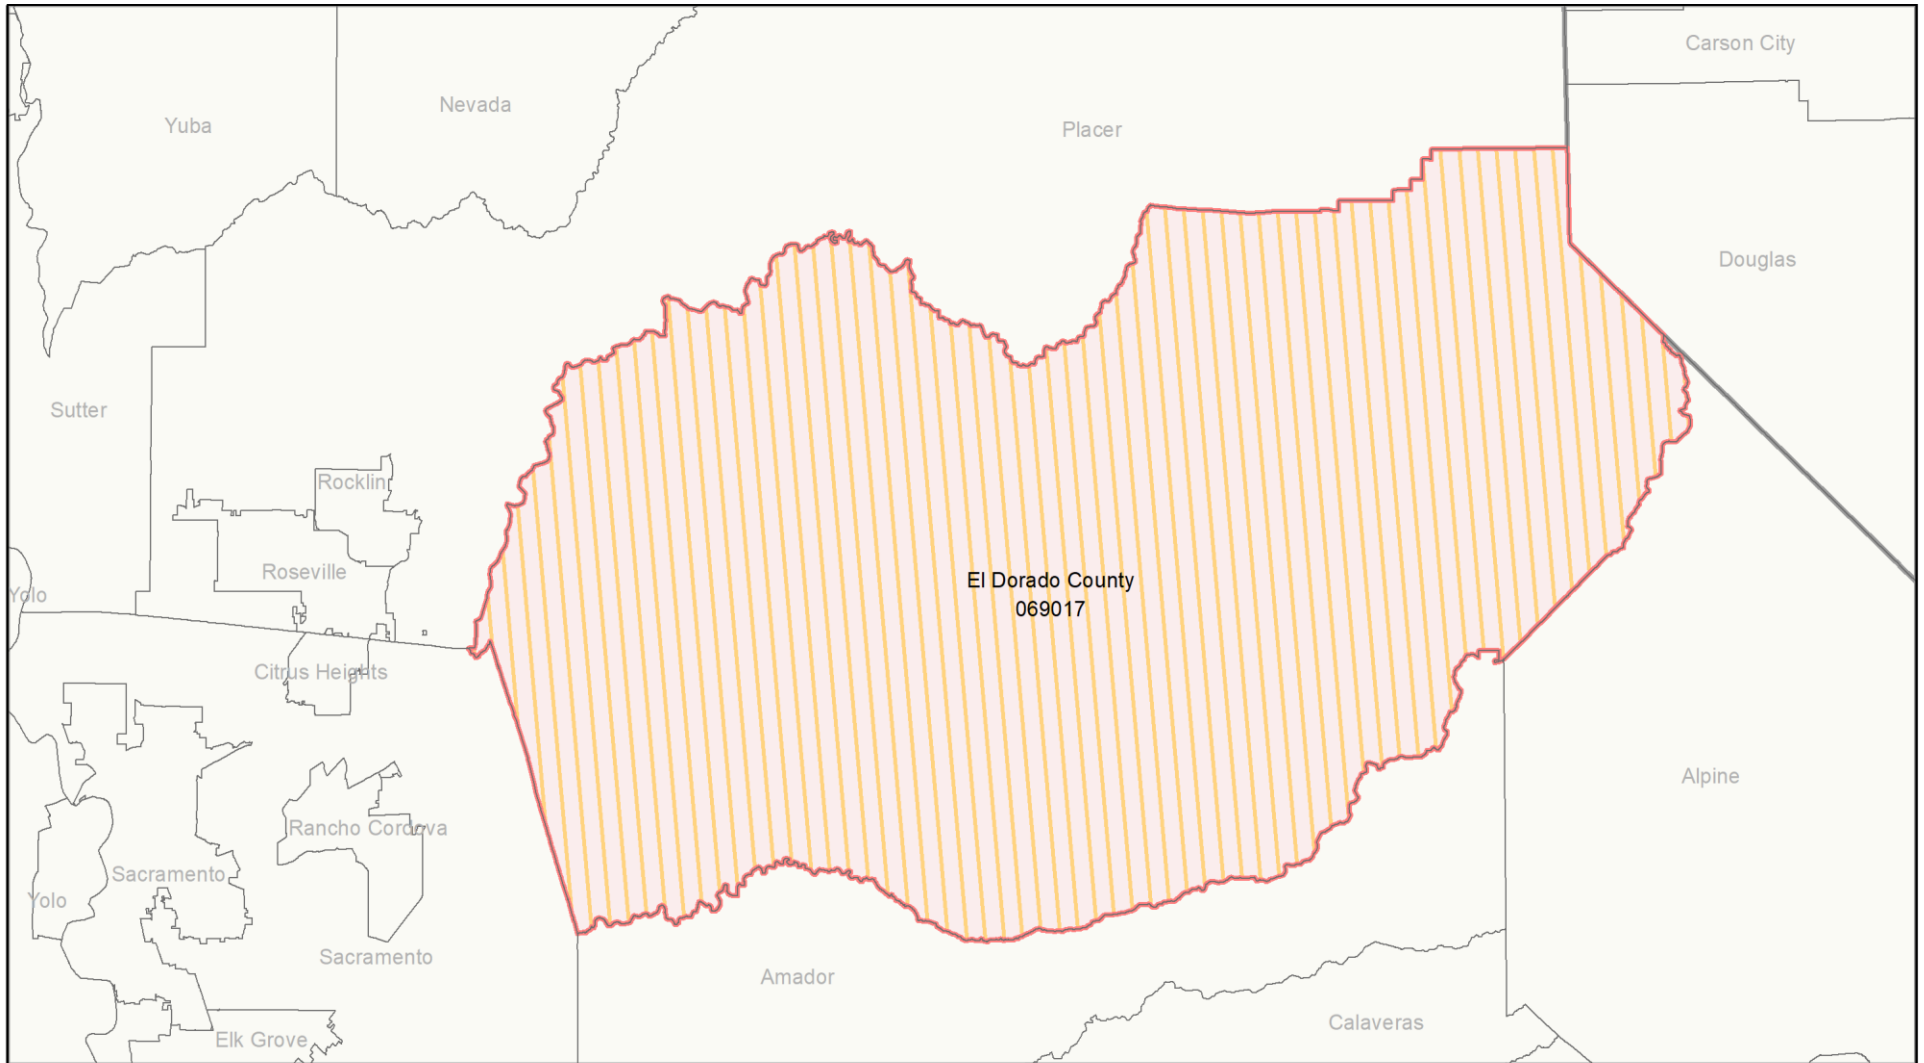 Carson City
Nevada
Yuba
Placer
Douglas
Sutter
Rocklin
Roseville
El Dorado County
069017
Yolo
Citrus Heights
Alpine
Rancho Cordova
Sacramento
Yolo
Sacramento
Amador
Calaveras
Elk Grove